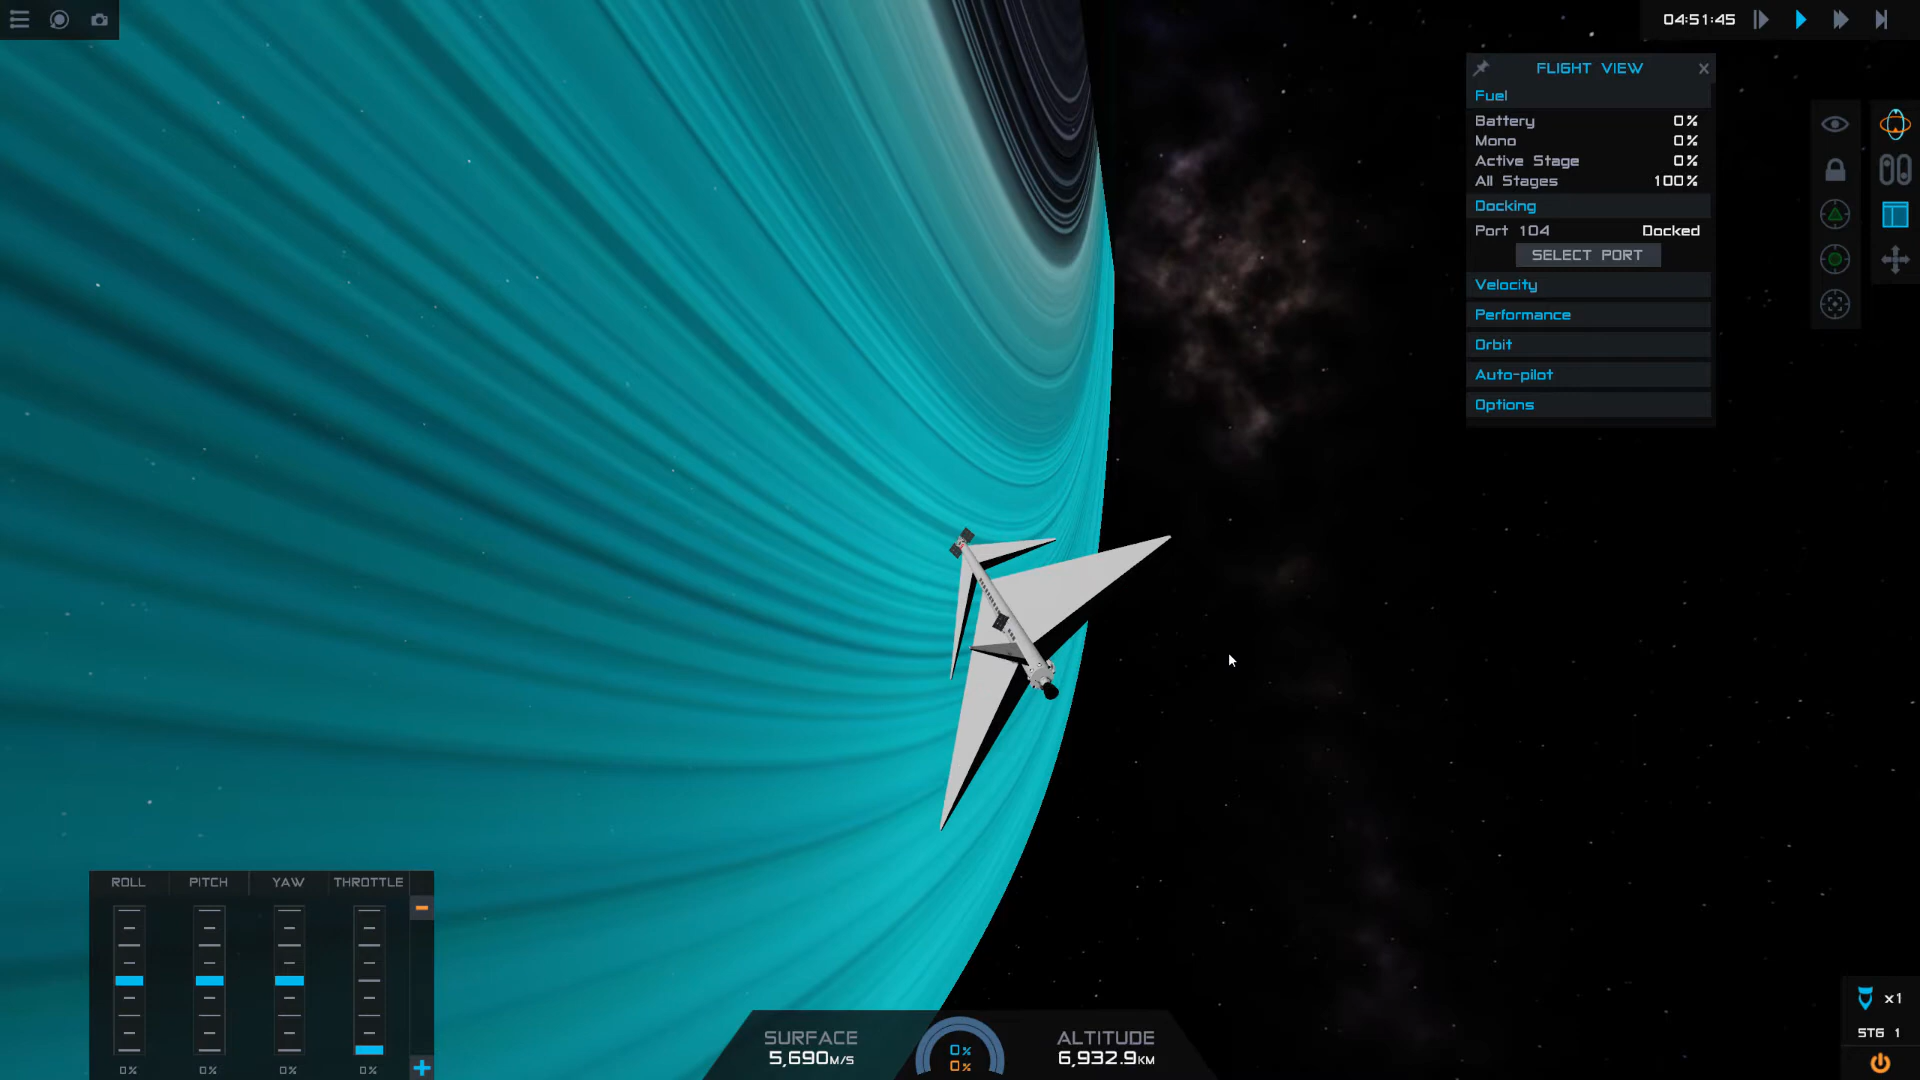 04:51:45
FLIGHT VIEW X
Fuel
Battery 0%
Mono 0%
Active Stage 0%
All Stages 100%
Docking
Port 104 Docked
SELECT PORT
Velocity
Performance
Orbit
Auto-pilot
Options
ROLL PITCH YAW THROTTLE
0% 0% 0% 0%
SURFACE
5,690M/S
0%
0%
ALTITUDE
6,932.9KM
x1
STG 1